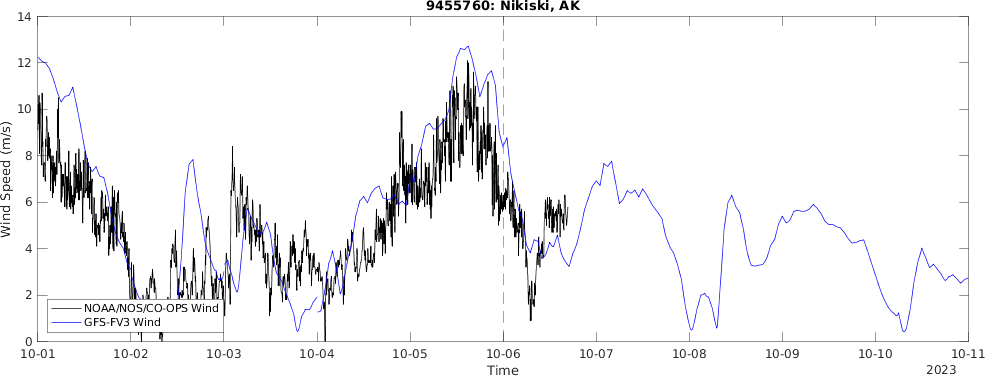 9455760: Nikiski, AK
14
12
10
8
6
4
2
0
Wind Speed (m/s)
NOAA/NOS/CO-OPS Wind
GFS-FV3 Wind
10-01 10-02 10-03 10-04 10-05 10-06 10-07 10-08 10-09 10-10 10-11
Time
2023